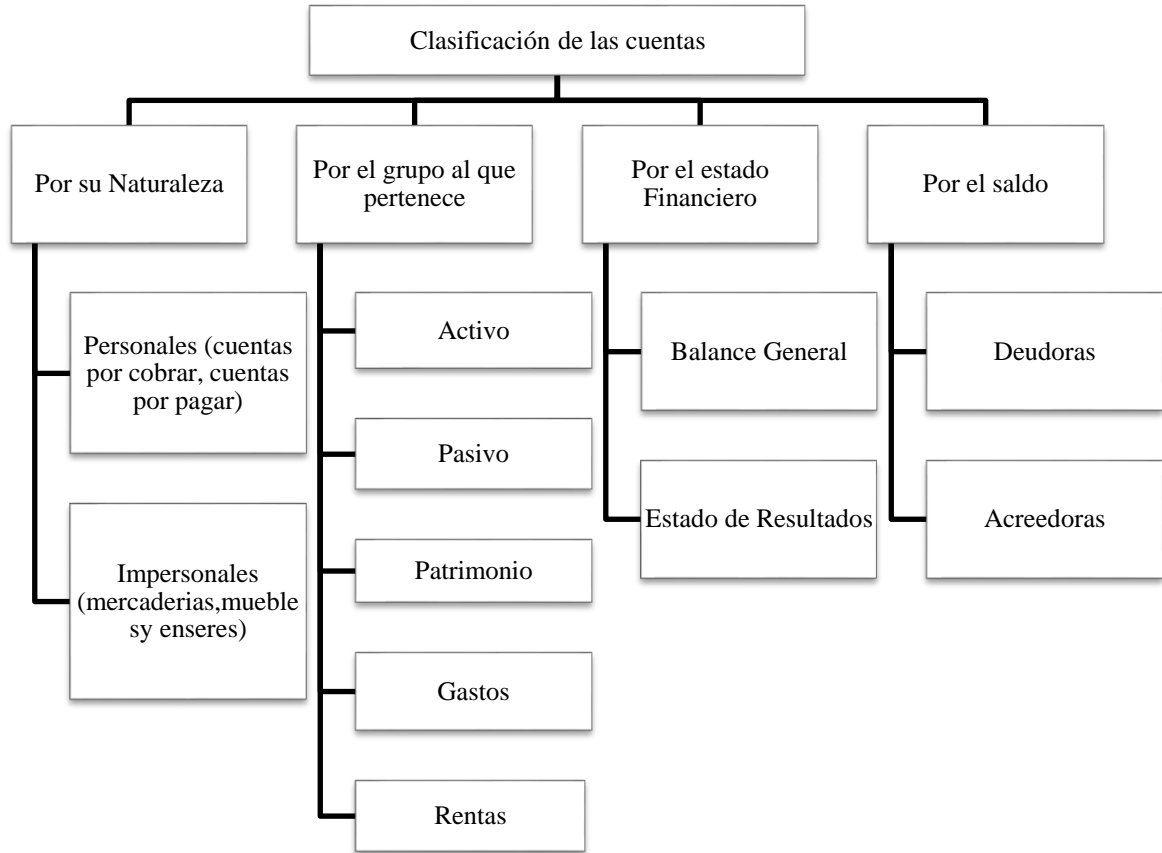 Clasificación de las cuentas
Por su Naturaleza
Personales (cuentas
por cobrar, cuentas
por pagar)
Impersonales
(mercaderias,mueble
sy enseres)
Por el grupo al que
pertenece
Activo
Pasivo
Patrimonio
Gastos
Rentas
Por el estado
Financiero
Balance General
Estado de Resultados
Por el saldo
Deudoras
Acreedoras